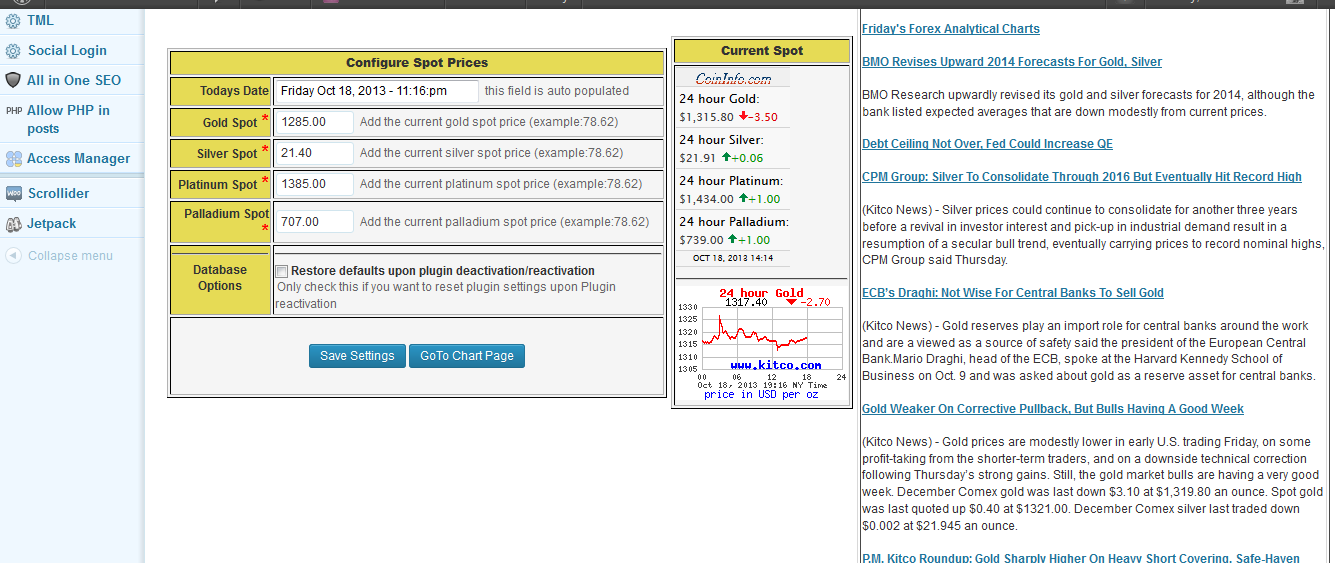 TML
Social Login
All in One SEO
PHP Allow PHP in
posts
Access Manager
WOO Scrollider
Jetpack
Collapse menu
Configure Spot Prices
Todays Date Friday Oct 18, 2013 - 11:16:pm this field is auto populated
Gold Spot * 1285.00 Add the current gold spot price (example:78.62)
Silver Spot * 21.40 Add the current silver spot price (example:78.62)
Platinum Spot * 1385.00 Add the current platinum spot price (example:78.62)
Palladium Spot
* 707.00 Add the current palladium spot price (example:78.62)
Database
Options
Restore defaults upon plugin deactivation/reactivation
Only check this if you want to reset plugin settings upon Plugin
reactivation
Save Settings GoTo Chart Page
Current Spot
CoinInfo.com
24 hour Gold:
$1,315.80 -3.50
24 hour Silver:
$21.91 +0.06
24 hour Platinum:
$1,434.00 +1.00
24 hour Palladium:
$739.00 +1.00
OCT 18, 2013 14:14
24 hour Gold
1317.40 -2.70
1330
1325
1320
1315
1310
1305
www.kitco.com
00 06 12 18 24
Oct 18, 2013 19:16 NY Time
price in USD per oz
Friday's Forex Analytical Charts
BMO Revises Upward 2014 Forecasts For Gold, Silver
BMO Research upwardly revised its gold and silver forecasts for 2014, although the
bank listed expected averages that are down modestly from current prices.
Debt Ceiling Not Over, Fed Could Increase QE
CPM Group: Silver To Consolidate Through 2016 But Eventually Hit Record High
(Kitco News) - Silver prices could continue to consolidate for another three years
before a revival in investor interest and pick-up in industrial demand result in a
resumption of a secular bull trend, eventually carrying prices to record nominal highs,
CPM Group said Thursday.
ECB's Draghi: Not Wise For Central Banks To Sell Gold
(Kitco News) - Gold reserves play an import role for central banks around the work
and are a viewed as a source of safety said the president of the European Central
Bank.Mario Draghi, head of the ECB, spoke at the Harvard Kennedy School of
Business on Oct. 9 and was asked about gold as a reserve asset for central banks.
Gold Weaker On Corrective Pullback, But Bulls Having A Good Week
(Kitco News) - Gold prices are modestly lower in early U.S. trading Friday, on some
profit-taking from the shorter-term traders, and on a downside technical correction
following Thursday's strong gains. Still, the gold market bulls are having a very good
week. December Comex gold was last down $3.10 at $1,319.80 an ounce. Spot gold
was last quoted up $0.40 at $1321.00. December Comex silver last traded down
$0.002 at $21.945 an ounce.
P.M. Kitco Roundup: Gold Sharply Higher On Heavy Short Covering, Safe-Haven